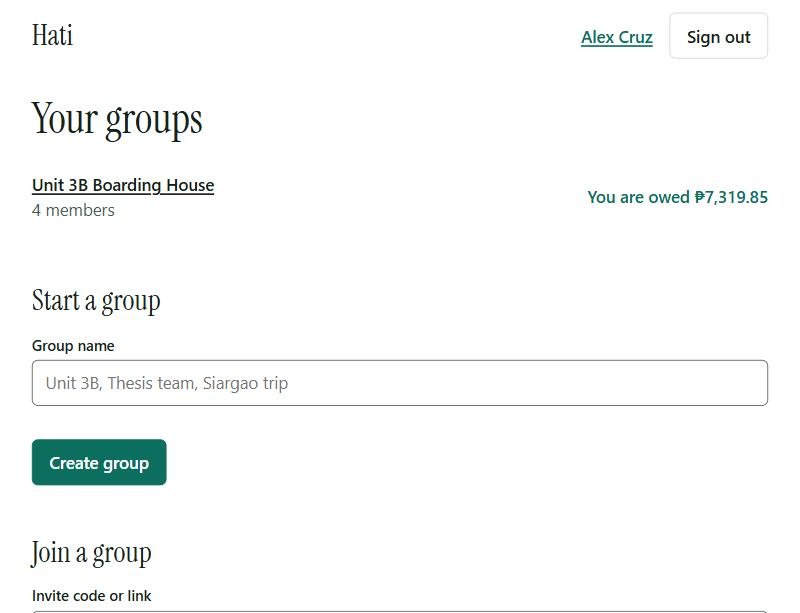 Hati
Alex Cruz
Sign out
Your groups
Unit 3B Boarding House
4 members
You are owed ₱7,319.85
Start a group
Group name
Unit 3B, Thesis team, Siargao trip
Create group
Join a group
Invite code or link